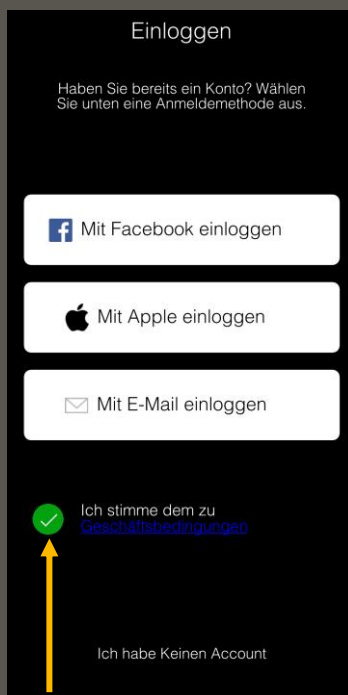 Einloggen
Haben Sie bereits ein Konto? Wählen
Sie unten eine Anmeldemethode aus.
Mit Facebook einloggen
Mit Apple einloggen
Mit E-Mail einloggen
Ich stimme dem zu
Geschäftsbedingungen
Ich habe Keinen Account